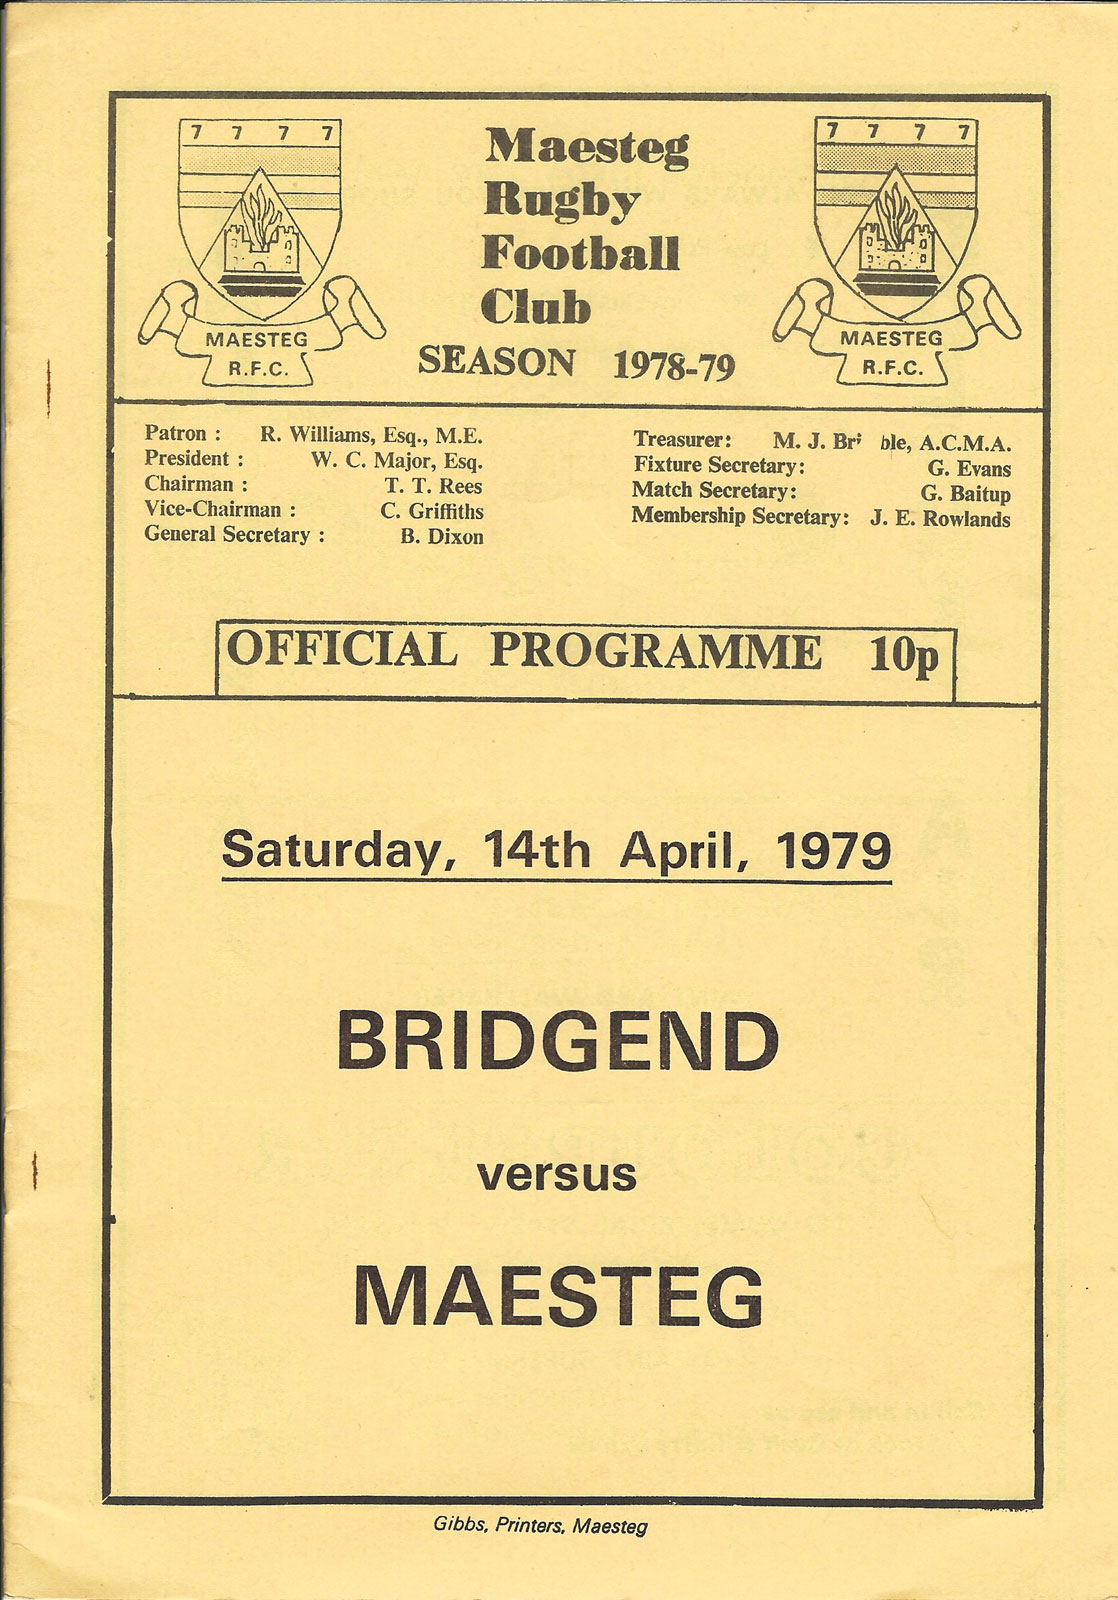 7 7 7 7
MAESTEG
R.F.C.
Maesteg
Rugby
Football
Club
SEASON 1978-79
7 7 7 7
MAESTEG
R.F.C.
Patron : R. Williams, Esq., M.E.
President : W. C. Major, Esq.
Chairman : T. T. Rees
Vice-Chairman : C. Griffiths
General Secretary : B. Dixon
Treasurer: M. J. A.C.M.A.
Fixture Secretary: G. Evans
Match Secretary: G. Baitup
Membership Secretary: J. E. Rowlands
OFFICIAL PROGRAMME 10p
Saturday, 14th April, 1979
BRIDGEND
versus
MAESTEG
Gibbs, Printers, Maesteg